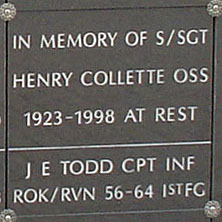 IN MEMORY OF S/SGT
HENRY COLLETTE OSS
1923-1998 AT REST
J E TODD CPT INF
ROK/RVN 56-64 1STFG